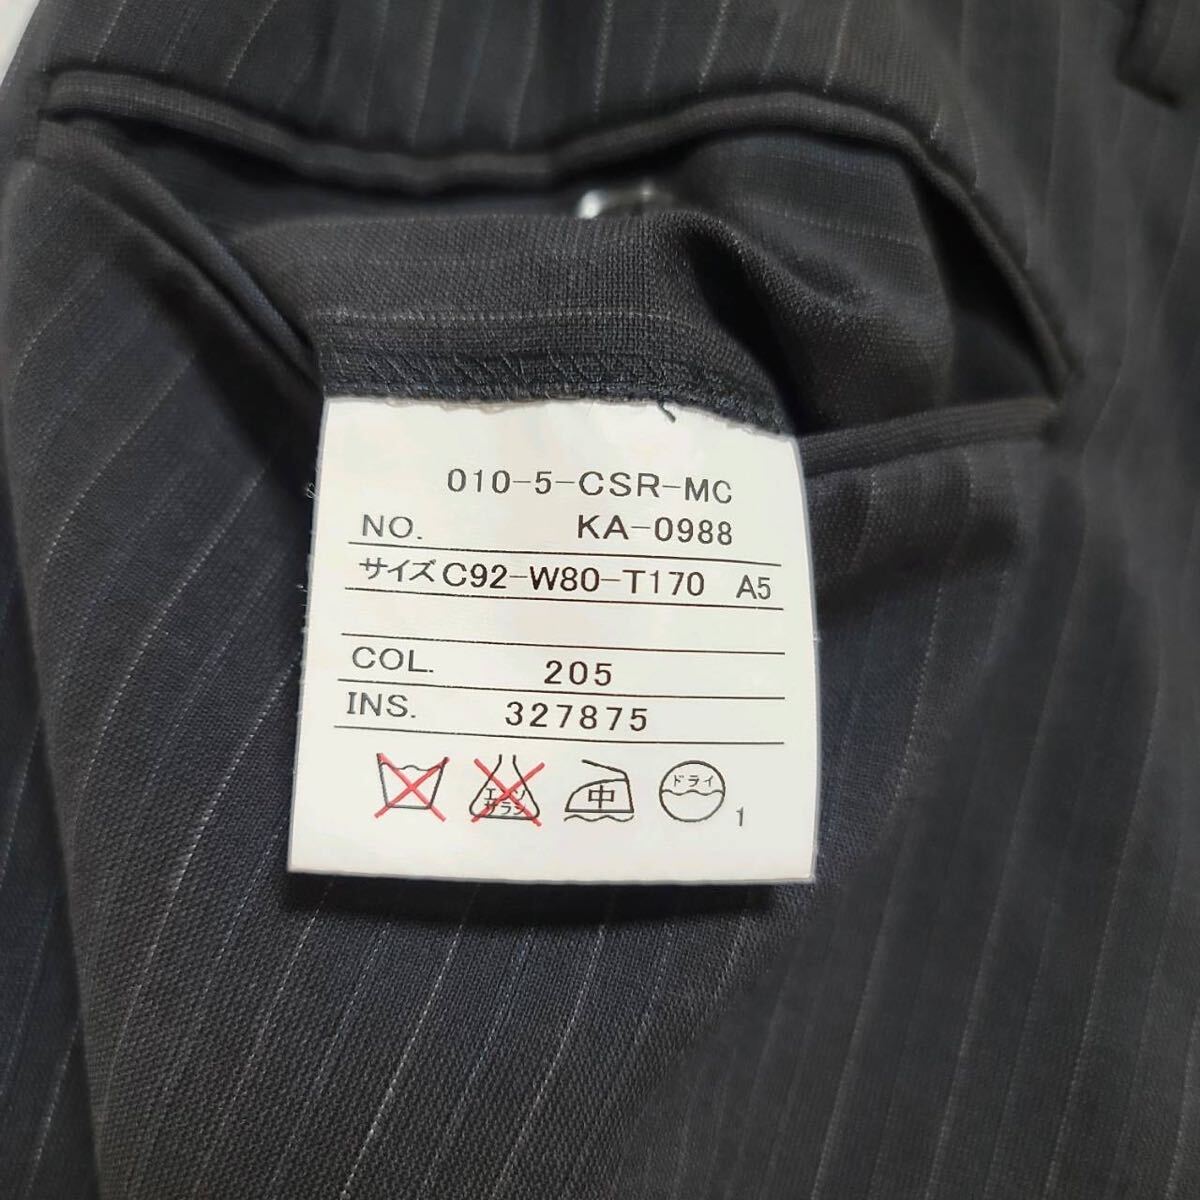 010-5-CSR-MC
NO. KA-0988
サイズ C92-W80-T170 A5
COL. 205
INS. 327875
エンソ
サラシ
中
ドライ
1